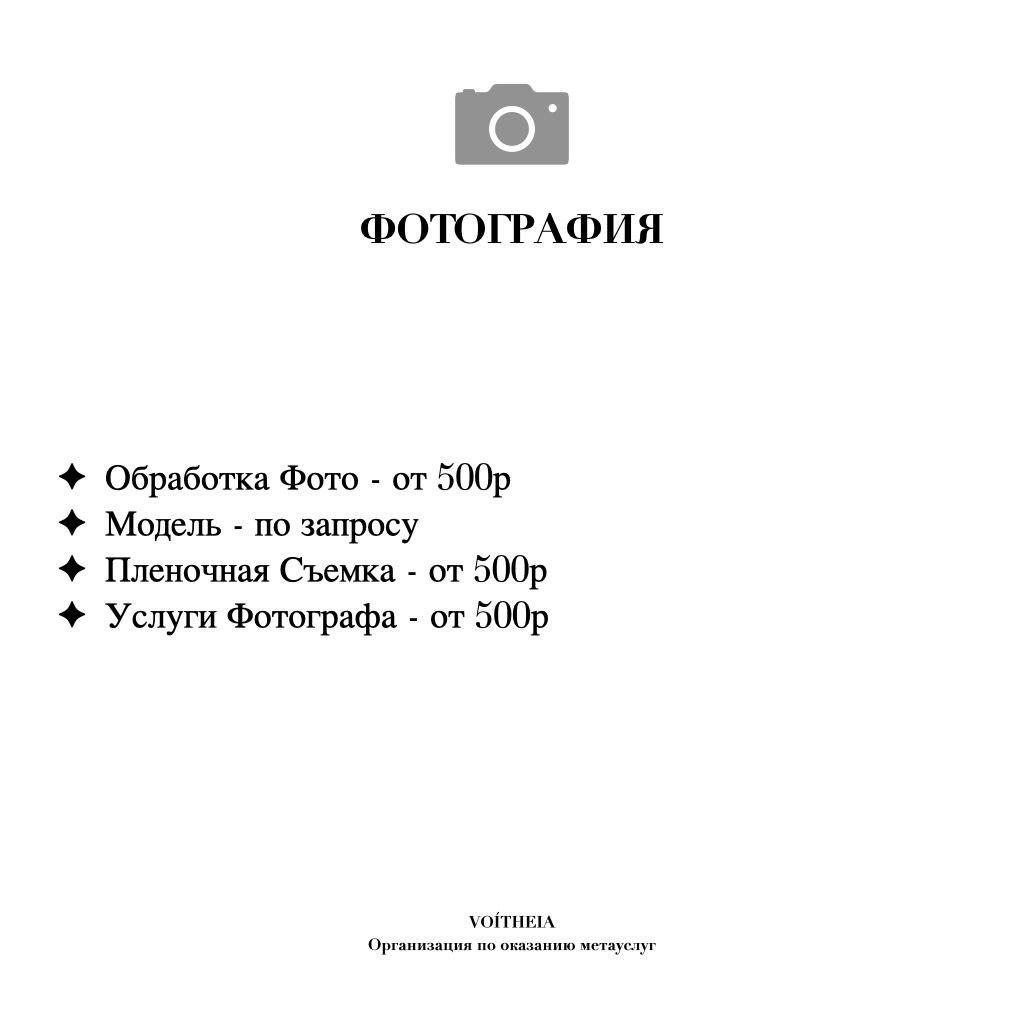 ФОТОГРАФИЯ
✦ Обработка Фото - от 500р
✦ Модель - по запросу
✦ Пленочная Съемка - от 500р
✦ Услуги Фотографа - от 500р
VOÍTHEIA
Организация по оказанию метауслуг